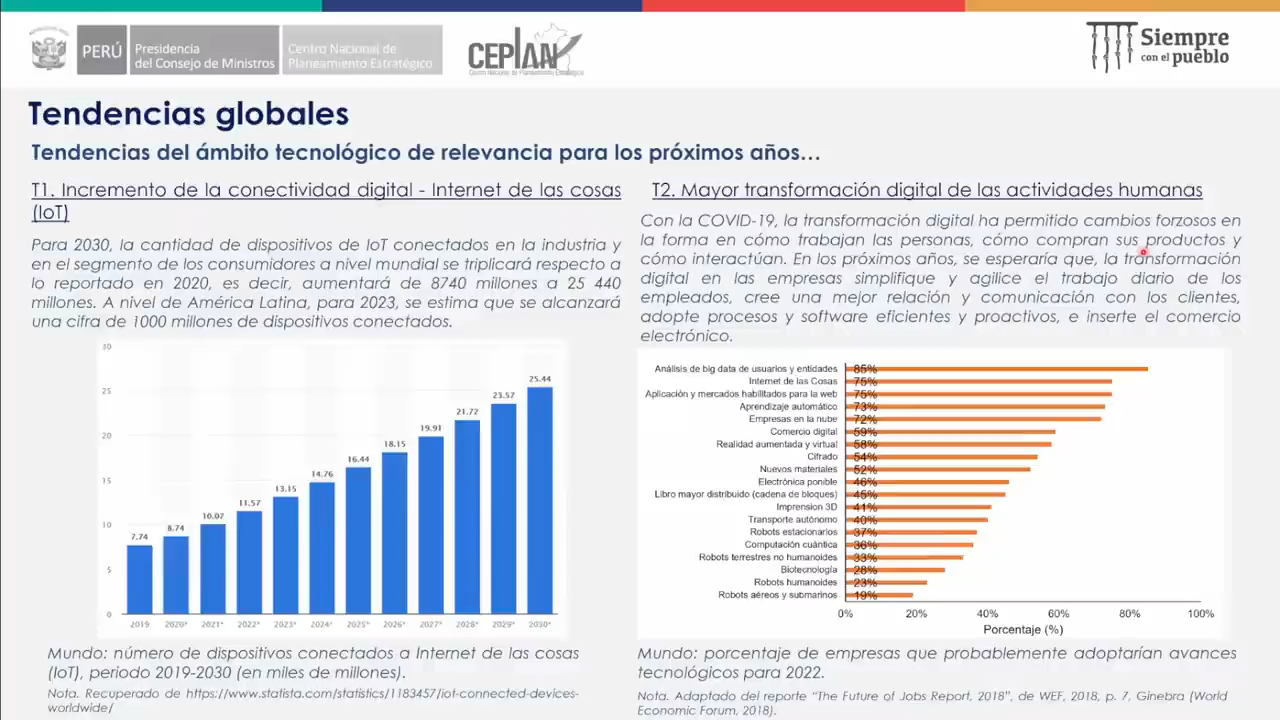 PERÚ
Presidencia
del Consejo de Ministros
Centro Nacional de
Planeamiento Estratégico
CEPLAN
Centro Nacional de Planeamiento Estratégico
Siempre
con el pueblo
Tendencias globales
Tendencias del ámbito tecnológico de relevancia para los próximos años...
T1. Incremento de la conectividad digital - Internet de las cosas
(IoT)
Para 2030, la cantidad de dispositivos de IoT conectados en la industria y
en el segmento de los consumidores a nivel mundial se triplicará respecto a
lo reportado en 2020, es decir, aumentará de 8740 millones a 25 440
millones. A nivel de América Latina, para 2023, se estima que se alcanzará
una cifra de 1000 millones de dispositivos conectados.
30
25
20
15
10
5
0
7.74
8.74
10.07
11.57
13.15
14.76
16.44
18.15
19.91
21.72
23.57
25.44
2019 2020* 2021* 2022* 2023* 2024* 2025* 2026* 2027* 2028* 2029* 2030*
Mundo: número de dispositivos conectados a Internet de las cosas
(IoT), periodo 2019-2030 (en miles de millones).
Nota. Recuperado de https://www.statista.com/statistics/1183457/iot-connected-devices-
worldwide/
T2. Mayor transformación digital de las actividades humanas
Con la COVID-19, la transformación digital ha permitido cambios forzosos en
la forma en cómo trabajan las personas, cómo compran sus productos y
cómo interactúan. En los próximos años, se esperaría que, la transformación
digital en las empresas simplifique y agilice el trabajo diario de los
empleados, cree una mejor relación y comunicación con los clientes,
adopte procesos y software eficientes y proactivos, e inserte el comercio
electrónico.
Análisis de big data de usuarios y entidades 85%
Internet de las Cosas 75%
Aplicación y mercados habilitados para la web 75%
Aprendizaje automático 73%
Empresas en la nube 72%
Comercio digital 59%
Realidad aumentada y virtual 58%
Cifrado 54%
Nuevos materiales 52%
Electrónica ponible 46%
Libro mayor distribuido (cadena de bloques) 45%
Imprension 3D 41%
Transporte autónomo 40%
Robots estacionarios 37%
Computación cuántica 36%
Robots terrestres no humanoides 33%
Biotecnología 28%
Robots humanoides 23%
Robots aéreos y submarinos 19%
0% 20% 40% 60% 80% 100%
Porcentaje (%)
Mundo: porcentaje de empresas que probablemente adoptarían avances
tecnológicos para 2022.
Nota. Adaptado del reporte “The Future of Jobs Report, 2018”, de WEF, 2018, p. 7, Ginebra (World
Economic Forum, 2018).